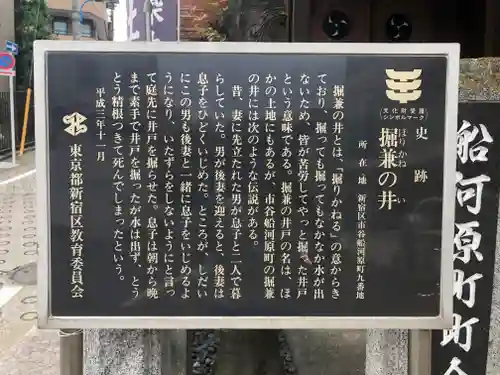 文化財愛護
シンボルマーク
史跡
掘兼の井
ほりかねい
所在地 新宿区市谷船河原町九番地
掘兼の井とは、「掘りかねる」の意からき
ており、掘っても掘ってもなかなか水が出
ないため、皆が苦労してやっと掘った井戸
という意味である。掘兼の井戸の名は、ほ
かの土地にもあるが、市谷船河原町の掘兼
の井には次のような伝説がある。
昔、妻に先立たれた男が息子と二人で暮
らしていた。男が後妻を迎えると、後妻は
息子をひどくいじめた。ところが、しだい
にこの男も後妻と一緒に息子をいじめるよ
うになり、いたずらをしないようにと言っ
て庭先に井戸を掘らせた。息子は朝から晩
まで素手で井戸を掘ったが水は出ず、とう
とう精根つきて死んでしまったという。
平成三年十一月
東京都新宿区教育委員会
船河原町町会